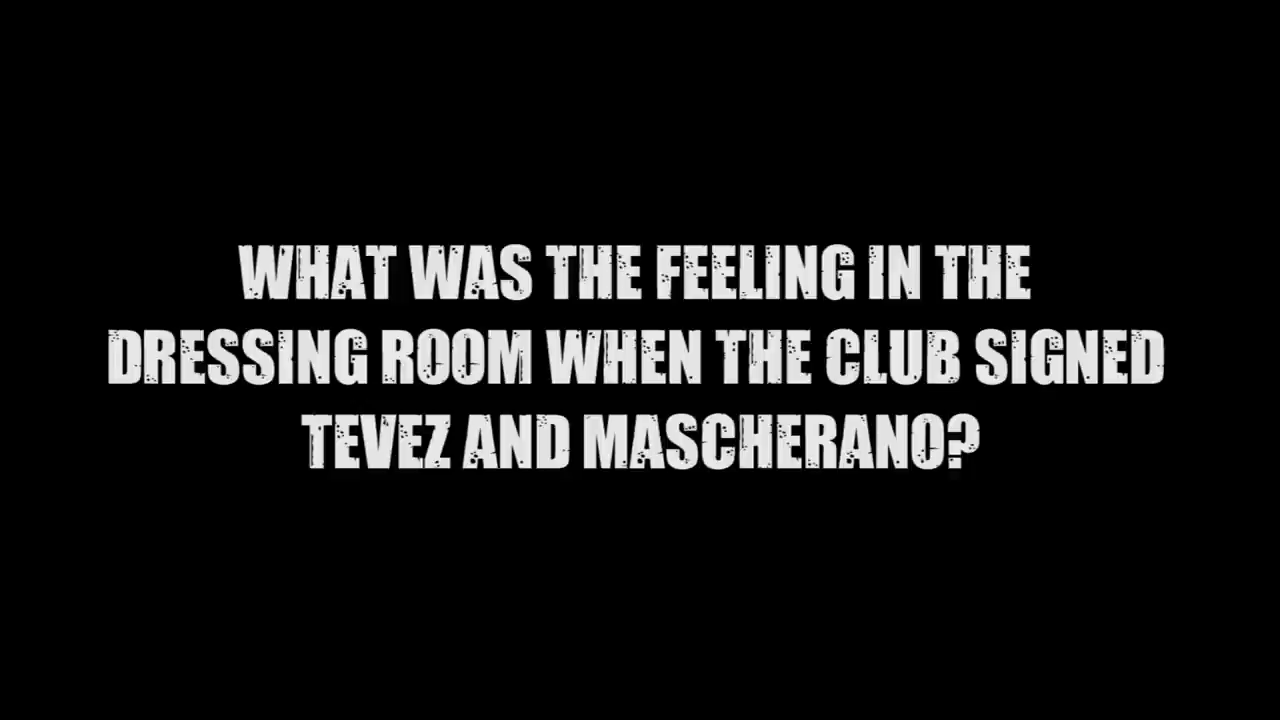 WHAT WAS THE FEELING IN THE
DRESSING ROOM WHEN THE CLUB SIGNED
TEVEZ AND MASCHERANO?